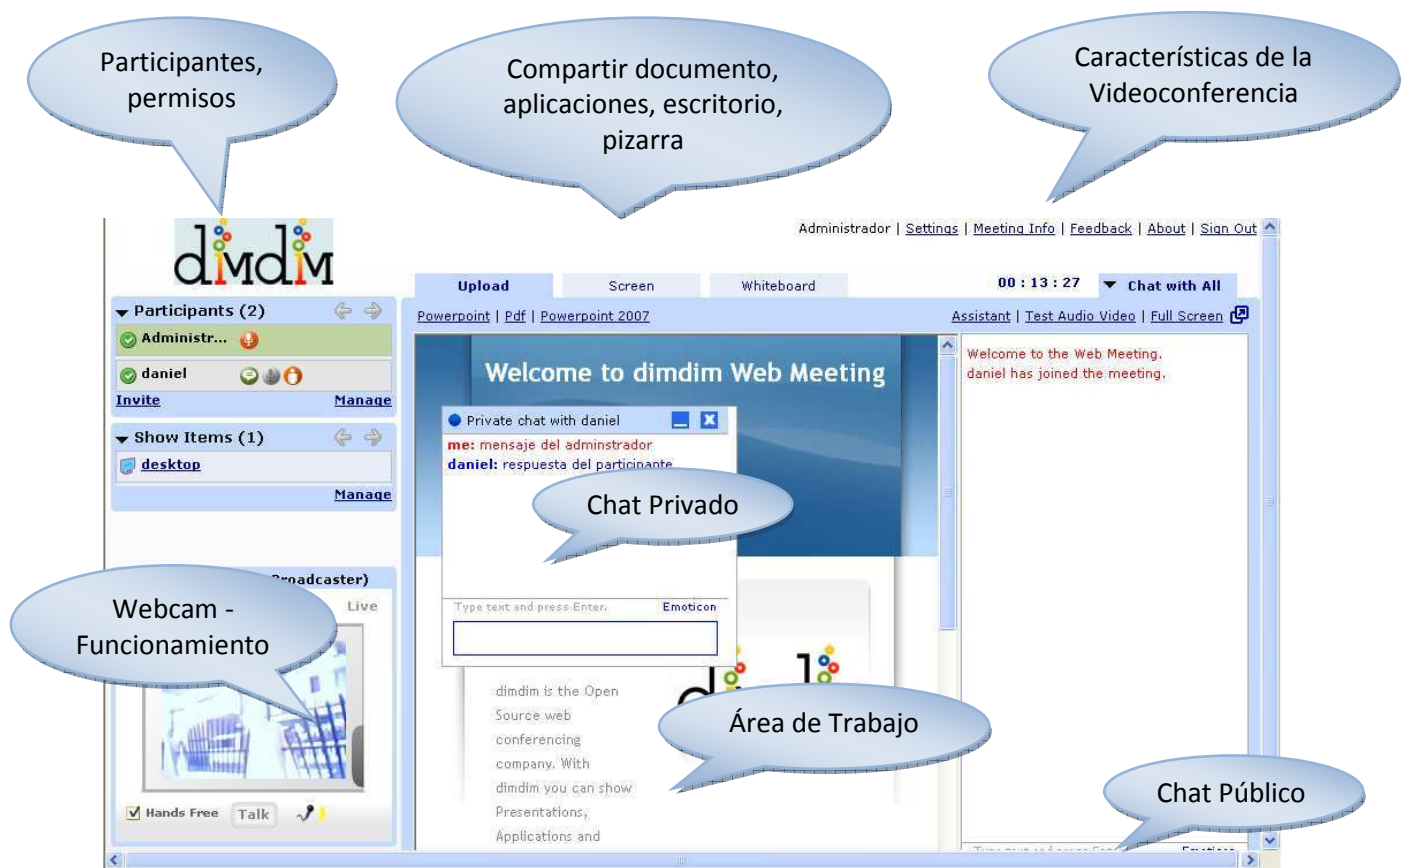 Participantes,
permisos
Compartir documento,
aplicaciones, escritorio,
pizarra
Características de la
Videoconferencia
dimdim
Administrador | Settings | Meeting Info | Feedback | About | Sign Out
Upload Screen Whiteboard 00 : 13 : 27 Chat with All
Powerpoint | Pdf | Powerpoint 2007 Assistant | Test Audio Video | Full Screen
Participants (2)
Administr...
daniel
Invite Manage
Show Items (1)
desktop
Manage
Welcome to dimdim Web Meeting
Welcome to the Web Meeting.
daniel has joined the meeting.
Private chat with daniel
me: mensaje del adminstrador
daniel: respuesta del participante
Chat Privado
Type text and press Enter. Emoticon
Broadcaster)
Live
Webcam -
Funcionamiento
Hands Free Talk
dimdim is the Open
Source web
conferencing
company. With
dimdim you can show
Presentations,
Applications and
Área de Trabajo
Chat Público